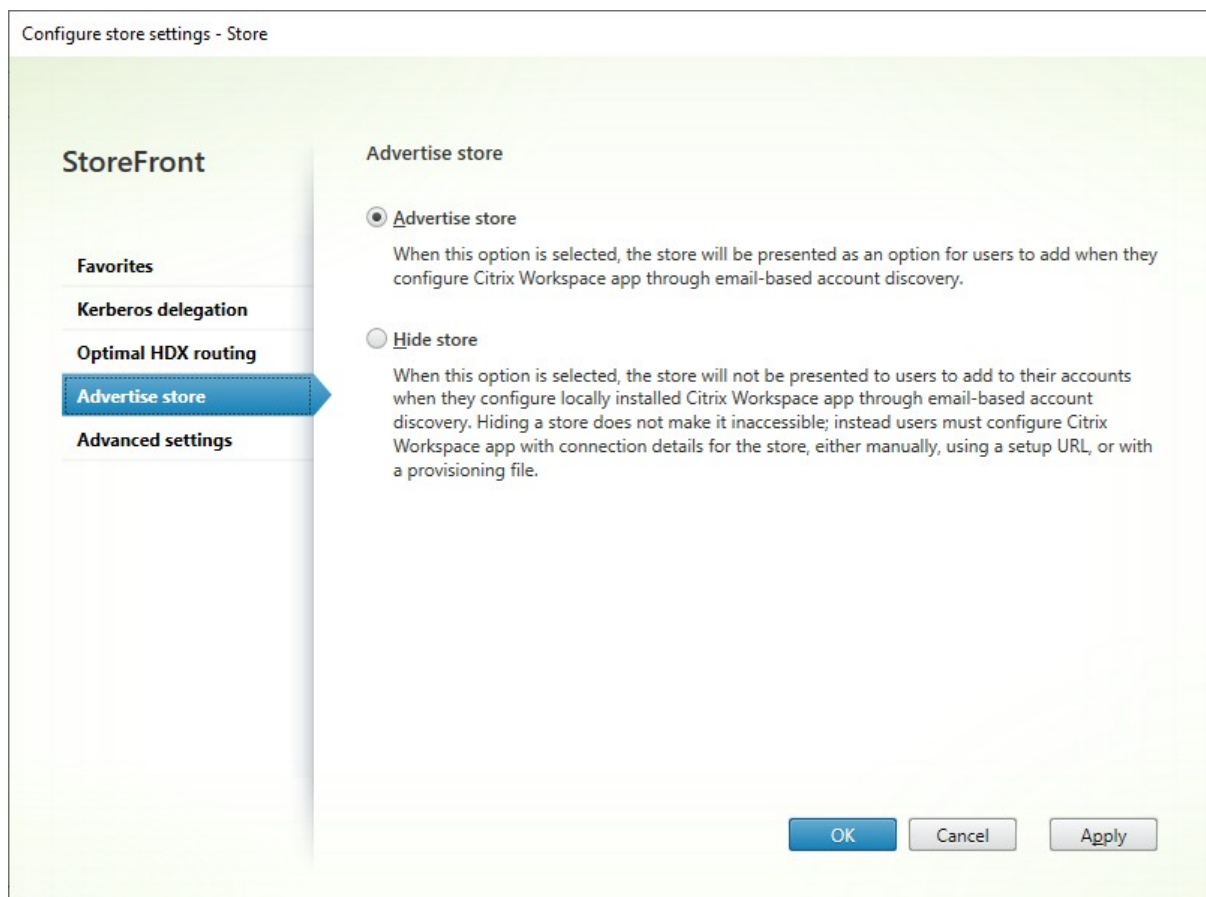 Configure store settings - Store
StoreFront
Favorites
Kerberos delegation
Optimal HDX routing
Advertise store
Advanced settings
Advertise store
Advertise store
When this option is selected, the store will be presented as an option for users to add when they
configure Citrix Workspace app through email-based account discovery.
Hide store
When this option is selected, the store will not be presented to users to add to their accounts
when they configure locally installed Citrix Workspace app through email-based account
discovery. Hiding a store does not make it inaccessible; instead users must configure Citrix
Workspace app with connection details for the store, either manually, using a setup URL, or with
a provisioning file.
OK
Cancel
Apply